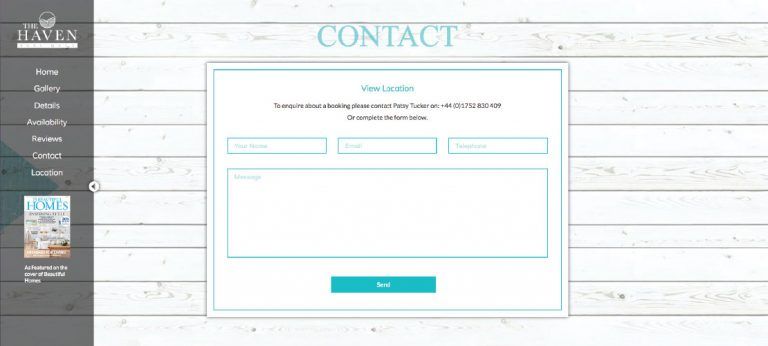 THE
HAVEN
Home
Gallery
Details
Availability
Reviews
Contact
Location
BEAUTIFUL
HOMES
As Featured on the
cover of Beautiful
Homes
CONTACT
View Location
To enquire about a booking please contact Patsy Tucker on: +44 (0)1752 830 409
Or complete the form below.
Your Name
Email
Telephone
Message
Send